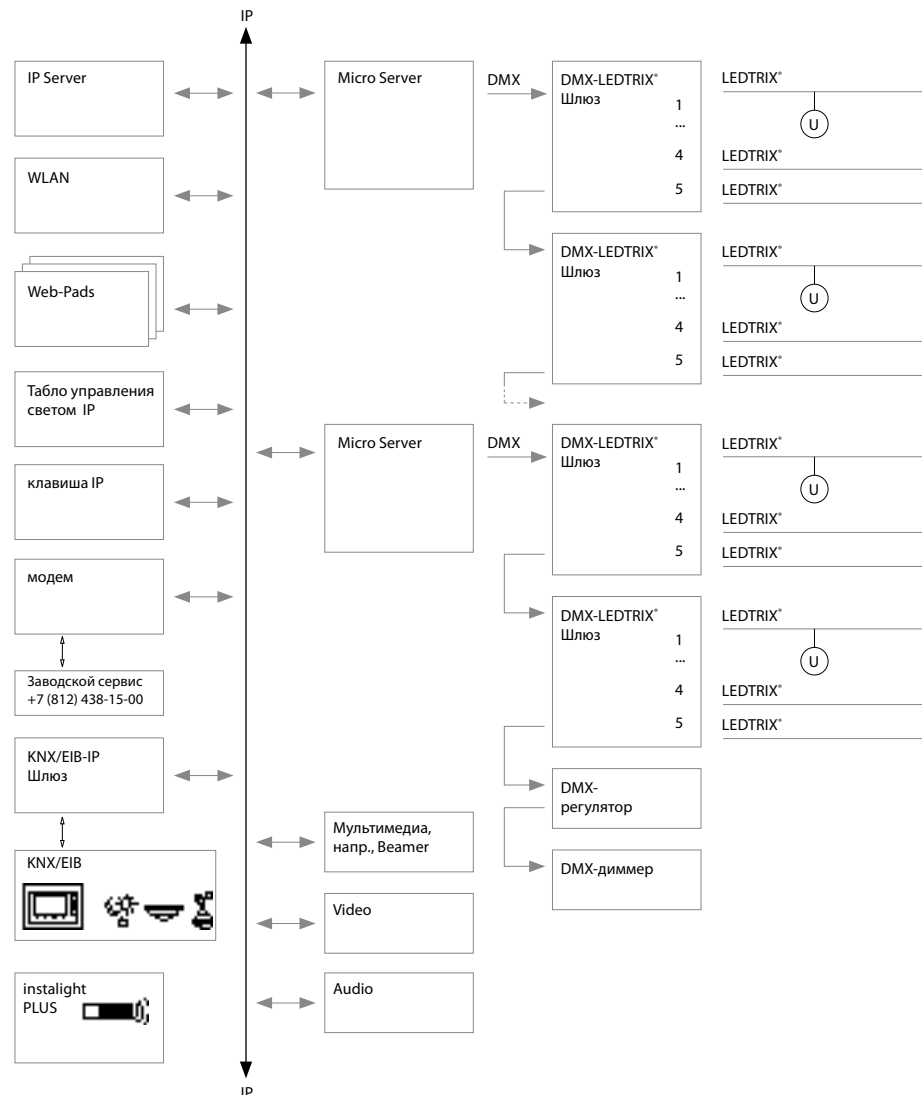 IP
IP Server
WLAN
Web-Pads
Табло управления
светом IP
клавиша IP
модем
Заводской сервис
+7 (812) 438-15-00
KNX/EIB-IP
Шлюз
KNX/EIB
instalight
PLUS
Micro Server
DMX
DMX-LEDTRIX®
Шлюз
1
...
4
5
LEDTRIX®
U
LEDTRIX®
LEDTRIX®
DMX-LEDTRIX®
Шлюз
1
...
4
5
LEDTRIX®
U
LEDTRIX®
LEDTRIX®
Micro Server
DMX
DMX-LEDTRIX®
Шлюз
1
...
4
5
LEDTRIX®
U
LEDTRIX®
LEDTRIX®
DMX-LEDTRIX®
Шлюз
1
...
4
5
LEDTRIX®
U
LEDTRIX®
LEDTRIX®
DMX-
регулятор
DMX-диммер
Мультимедиа,
напр., Beamer
Video
Audio
IP